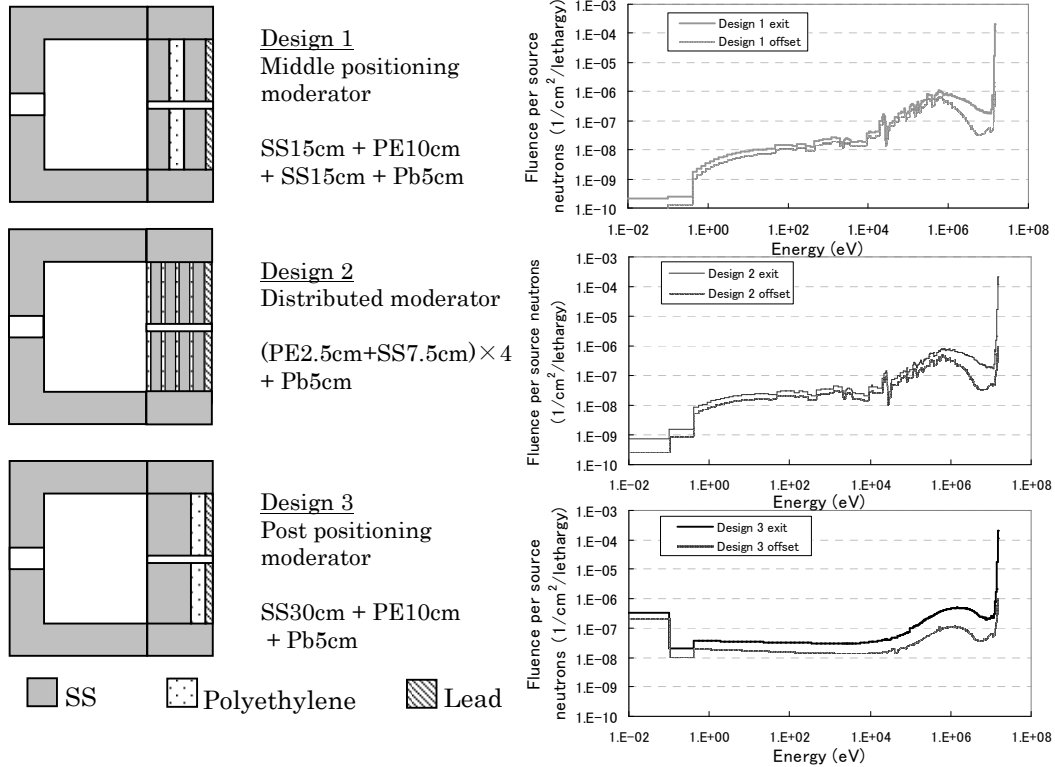 Design 1
Middle positioning
moderator
SS15cm + PE10cm
+ SS15cm + Pb5cm
Design 2
Distributed moderator
(PE2.5cm+SS7.5cm)×4
+ Pb5cm
Design 3
Post positioning
moderator
SS30cm + PE10cm
+ Pb5cm
SS
Polyethylene
Lead
Fluence per source
neutrons (1/cm²/lethargy)
1.E-03
1.E-04
1.E-05
1.E-06
1.E-07
1.E-08
1.E-09
1.E-10
Design 1 exit
Design 1 offset
1.E-02 1.E+00 1.E+02 1.E+04 1.E+06 1.E+08
Energy (eV)
Fluence per source neutrons
(1/cm²/lethargy)
1.E-03
1.E-04
1.E-05
1.E-06
1.E-07
1.E-08
1.E-09
1.E-10
Design 2 exit
Design 2 offset
1.E-02 1.E+00 1.E+02 1.E+04 1.E+06 1.E+08
Energy (eV)
Fluence per source
neutrons (1/cm²/lethargy)
1.E-03
1.E-04
1.E-05
1.E-06
1.E-07
1.E-08
1.E-09
1.E-10
Design 3 exit
Design 3 offset
1.E-02 1.E+00 1.E+02 1.E+04 1.E+06 1.E+08
Energy (eV)